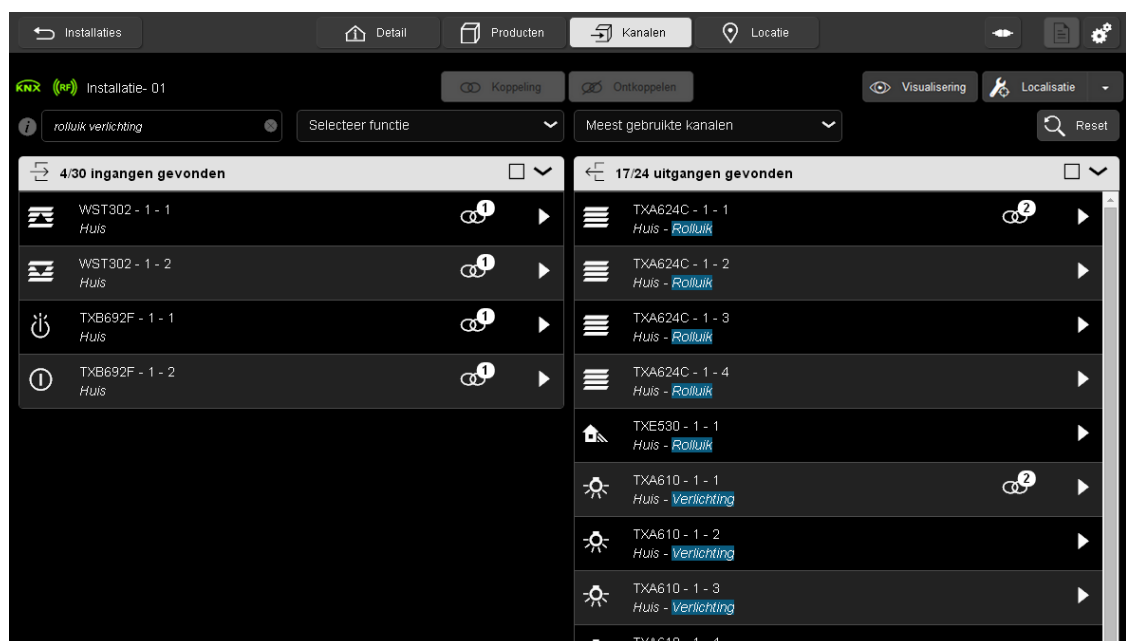 Installaties
Detail
Producten
Kanalen
Locatie
KNX ((RF)) Installatie- 01
Koppeling
Ontkoppelen
Visualisering
Localisatie
i rolluik verlichting
Selecteer functie
Meest gebruikte kanalen
Reset
4/30 ingangen gevonden
WST302 - 1 - 1
Huis
1
WST302 - 1 - 2
Huis
1
TXB692F - 1 - 1
Huis
1
TXB692F - 1 - 2
Huis
1
17/24 uitgangen gevonden
TXA624C - 1 - 1
Huis - Rolluik
2
TXA624C - 1 - 2
Huis - Rolluik
TXA624C - 1 - 3
Huis - Rolluik
TXA624C - 1 - 4
Huis - Rolluik
TXE530 - 1 - 1
Huis - Rolluik
TXA610 - 1 - 1
Huis - Verlichting
2
TXA610 - 1 - 2
Huis - Verlichting
TXA610 - 1 - 3
Huis - Verlichting